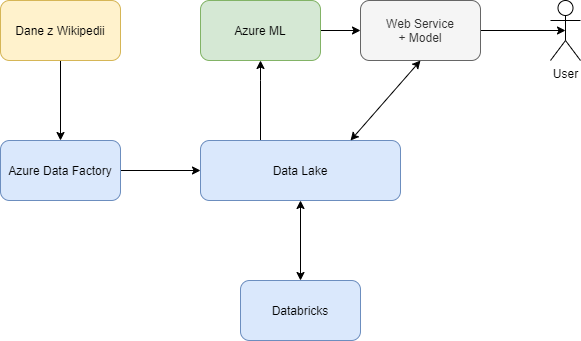 Dane z Wikipedii
Azure ML
Web Service
+ Model
User
Azure Data Factory
Data Lake
Databricks